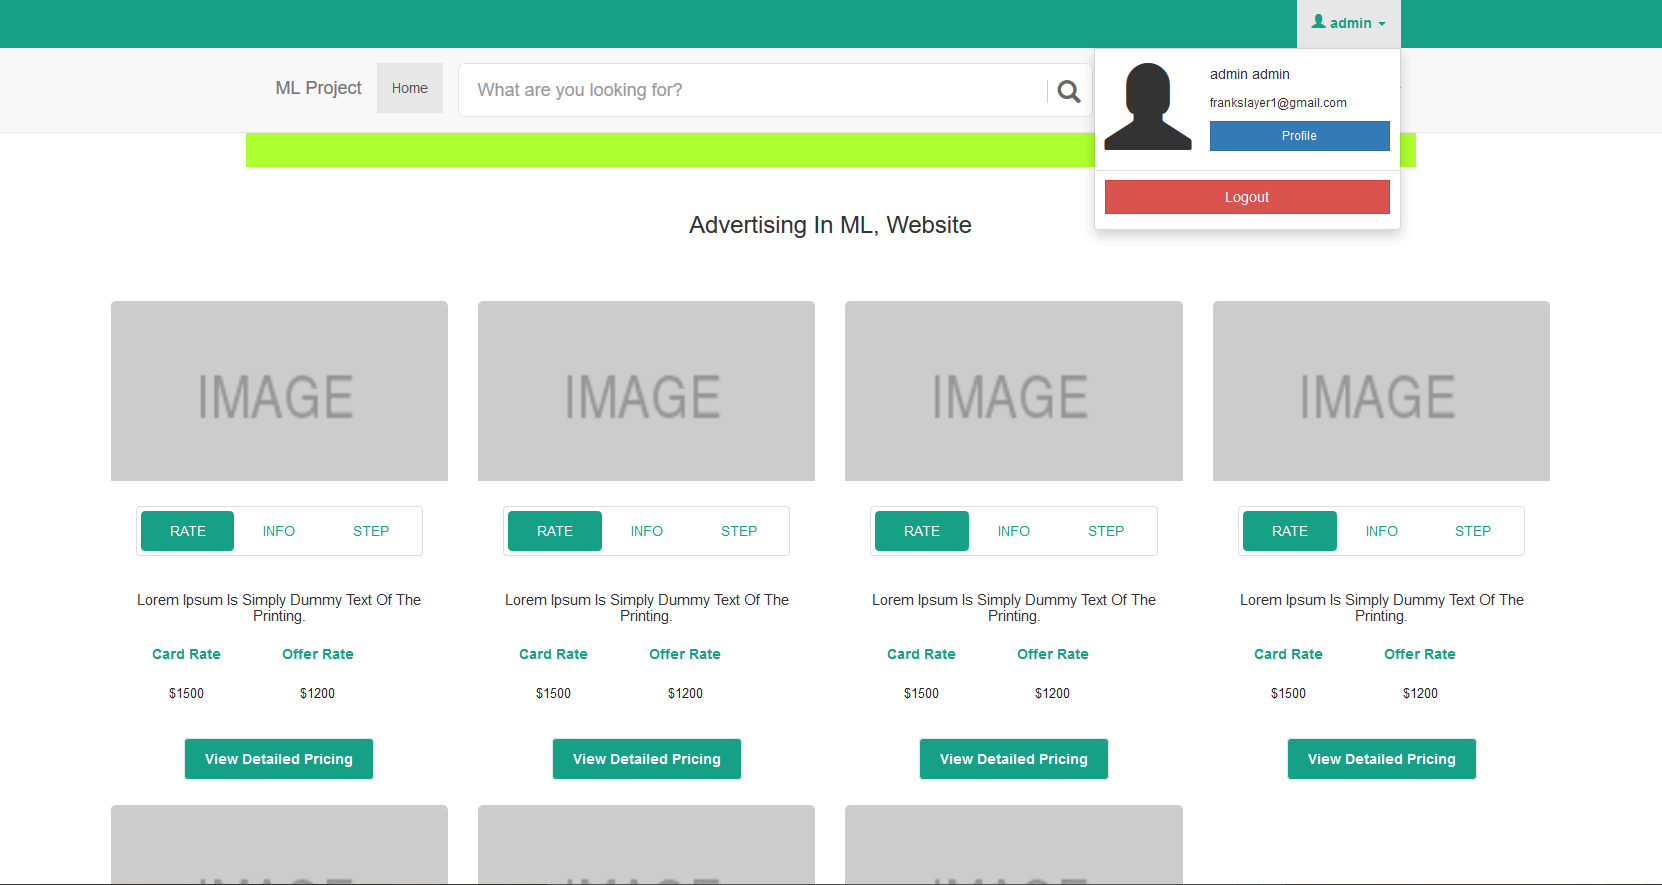 admin
ML Project
Home
What are you looking for?
admin admin
frankslayer1@gmail.com
Profile
Logout
Advertising In ML, Website
IMAGE
IMAGE
IMAGE
IMAGE
RATE INFO STEP
RATE INFO STEP
RATE INFO STEP
RATE INFO STEP
Lorem Ipsum Is Simply Dummy Text Of The
Printing.
Lorem Ipsum Is Simply Dummy Text Of The
Printing.
Lorem Ipsum Is Simply Dummy Text Of The
Printing.
Lorem Ipsum Is Simply Dummy Text Of The
Printing.
Card Rate Offer Rate
Card Rate Offer Rate
Card Rate Offer Rate
Card Rate Offer Rate
$1500 $1200
$1500 $1200
$1500 $1200
$1500 $1200
View Detailed Pricing
View Detailed Pricing
View Detailed Pricing
View Detailed Pricing